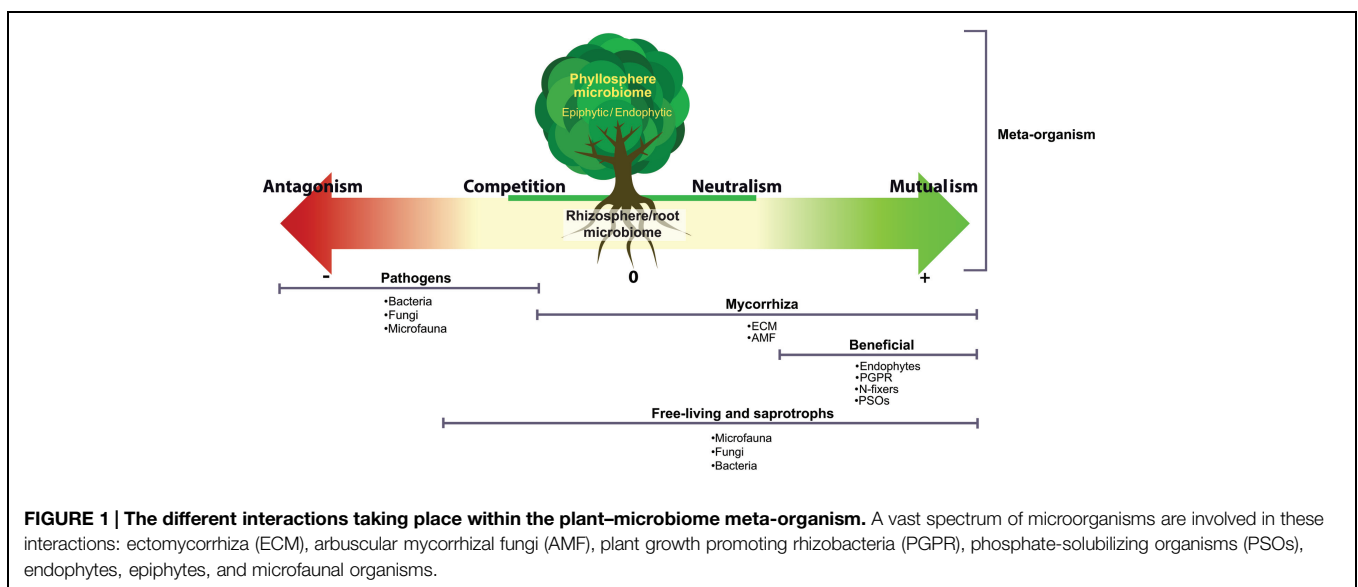 Phyllosphere
microbiome
Epiphytic/Endophytic
Meta-organism
Antagonism
Competition
Neutralism
Mutualism
Rhizosphere/root
microbiome
-
0
+
Pathogens
•Bacteria
•Fungi
•Microfauna
Mycorrhiza
•ECM
•AMF
Beneficial
•Endophytes
•PGPR
•N-fixers
•PSOs
Free-living and saprotrophs
•Microfauna
•Fungi
•Bacteria
FIGURE 1 | The different interactions taking place within the plant–microbiome meta-organism. A vast spectrum of microorganisms are involved in these
interactions: ectomycorrhiza (ECM), arbuscular mycorrhizal fungi (AMF), plant growth promoting rhizobacteria (PGPR), phosphate-solubilizing organisms (PSOs),
endophytes, epiphytes, and microfaunal organisms.